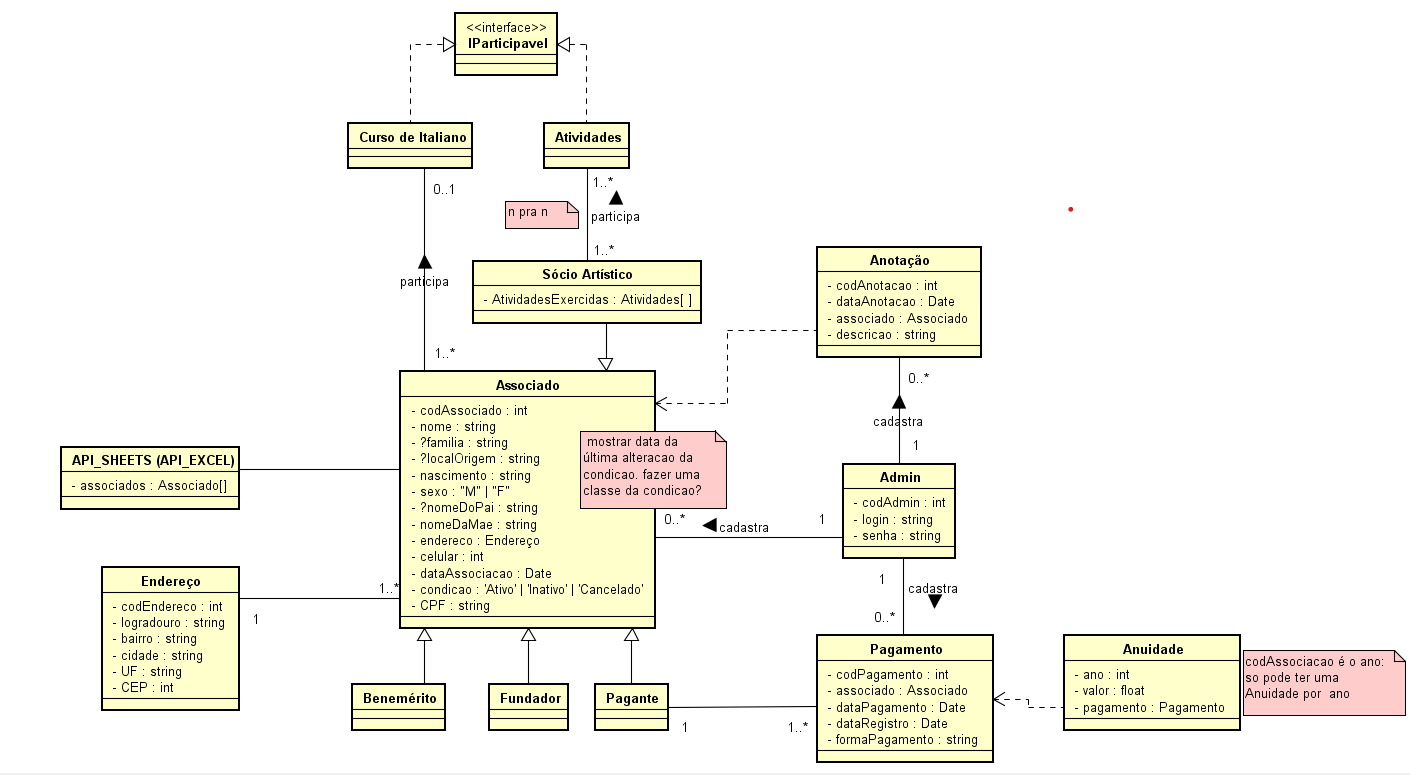 <<interface>>
IParticipavel
Curso de Italiano
Atividades
0..1
1..*
n pra n
participa
1..*
participa
1..*
Sócio Artístico
- AtividadesExercidas : Atividades[ ]
Anotação
- codAnotacao : int
- dataAnotacao : Date
- associado : Associado
- descricao : string
0..*
cadastra
1
Associado
- codAssociado : int
- nome : string
- ?familia : string
- ?localOrigem : string
- nascimento : string
- sexo : "M" | "F"
- ?nomeDoPai : string
- nomeDaMae : string
- endereco : Endereço
- celular : int
- dataAssociacao : Date
- condicao : 'Ativo' | 'Inativo' | 'Cancelado'
- CPF : string
mostrar data da
última alteracao da
condicao. fazer uma
classe da condicao?
API_SHEETS (API_EXCEL)
- associados : Associado[]
0..*
cadastra
1
Admin
- codAdmin : int
- login : string
- senha : string
Endereço
- codEndereco : int
- logradouro : string
- bairro : string
- cidade : string
- UF : string
- CEP : int
1..*
1
1
cadastra
0..*
Benemérito
Fundador
Pagante
1
1..*
Pagamento
- codPagamento : int
- associado : Associado
- dataPagamento : Date
- dataRegistro : Date
- formaPagamento : string
Anuidade
- ano : int
- valor : float
- pagamento : Pagamento
codAssociacao é o ano:
so pode ter uma
Anuidade por ano